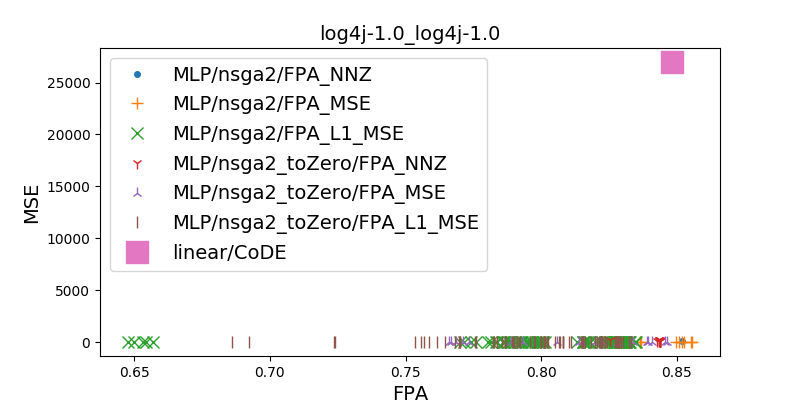 log4j-1.0_log4j-1.0
MLP/nsga2/FPA_NNZ
MLP/nsga2/FPA_MSE
MLP/nsga2/FPA_L1_MSE
MLP/nsga2_toZero/FPA_NNZ
MLP/nsga2_toZero/FPA_MSE
MLP/nsga2_toZero/FPA_L1_MSE
linear/CoDE
MSE
25000
20000
15000
10000
5000
0
0.65 0.70 0.75 0.80 0.85
FPA